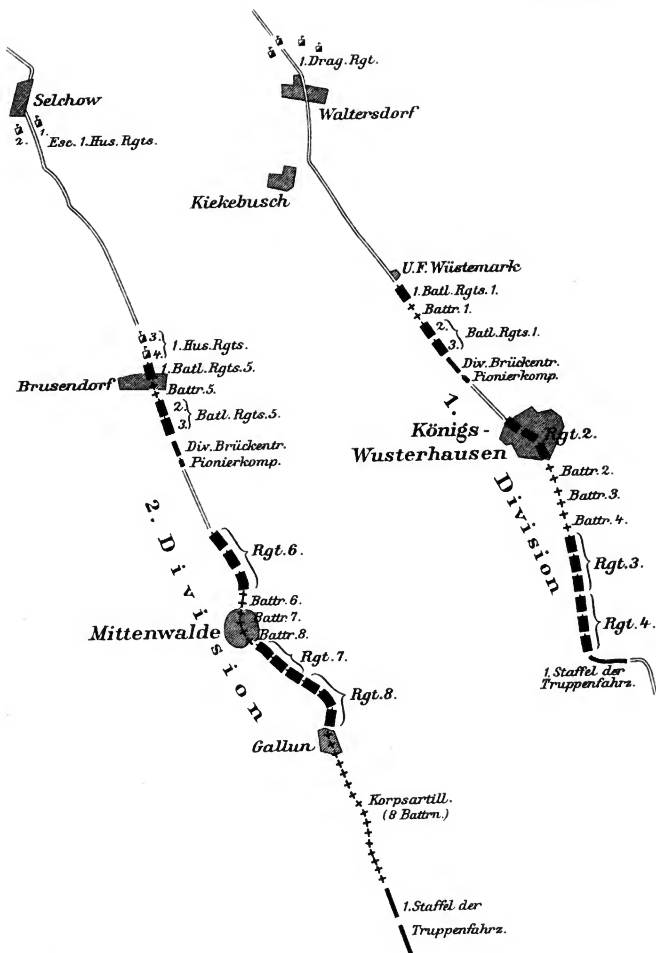 Selchow
1.
2.
Esc. 1. Hus. Rgts.
3.
4.
1. Hus. Rgts.
1. Batl. Rgts. 5.
Brusendorf
Battr. 5.
2.
3.
Batl. Rgts. 5.
Div. Brückentr.
Pionierkomp.
2. Division
Rgt. 6.
Battr. 6.
Battr. 7.
Mittenwalde
Battr. 8.
Rgt. 7.
Rgt. 8.
Gallun
Korpsartill.
(8 Battrn.)
1. Staffel der
Truppenfahrz.
1. Drag. Rgt.
Waltersdorf
Kiekebusch
U.F. Wüstemark
1. Batl. Rgts. 1.
Battr. 1.
2.
3.
Batl. Rgts. 1.
Div. Brückentr.
Pionierkomp.
1. Division
Königs-
Wusterhausen
Rgt. 2.
Battr. 2.
Battr. 3.
Battr. 4.
Rgt. 3.
Rgt. 4.
1. Staffel der
Truppenfahrz.